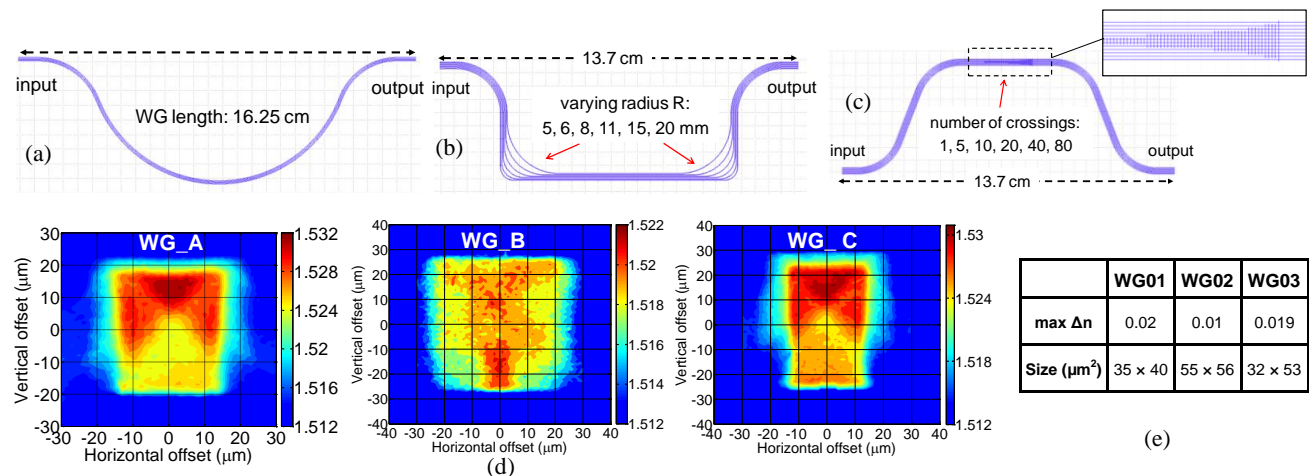 13.7 cm
input
output
WG length: 16.25 cm
varying radius R:
5, 6, 8, 11, 15, 20 mm
input
output
number of crossings:
1, 5, 10, 20, 40, 80
input
output
13.7 cm
(a)
(b)
(c)
WG_A
Vertical offset (μm)
30
20
10
0
-10
-20
30
-30 -20 -10 0 10 20 30
Horizontal offset (μm)
1.532
1.528
1.524
1.52
1.516
1.512
WG_B
Vertical offset (μm)
40
30
20
10
0
-10
-20
-30
-40
-40 -30 -20 -10 0 10 20 30 40
Horizontal offset (μm)
1.522
1.52
1.518
1.516
1.514
1.512
(d)
WG_ C
Vertical offset (μm)
40
30
20
10
0
-10
-20
-30
-40
-40 -30 -20 -10 0 10 20 30 40
Horizontal offset (μm)
1.53
1.524
1.518
1.512
WG01 WG02 WG03
max Δn 0.02 0.01 0.019
Size (μm²) 35 × 40 55 × 56 32 × 53
(e)